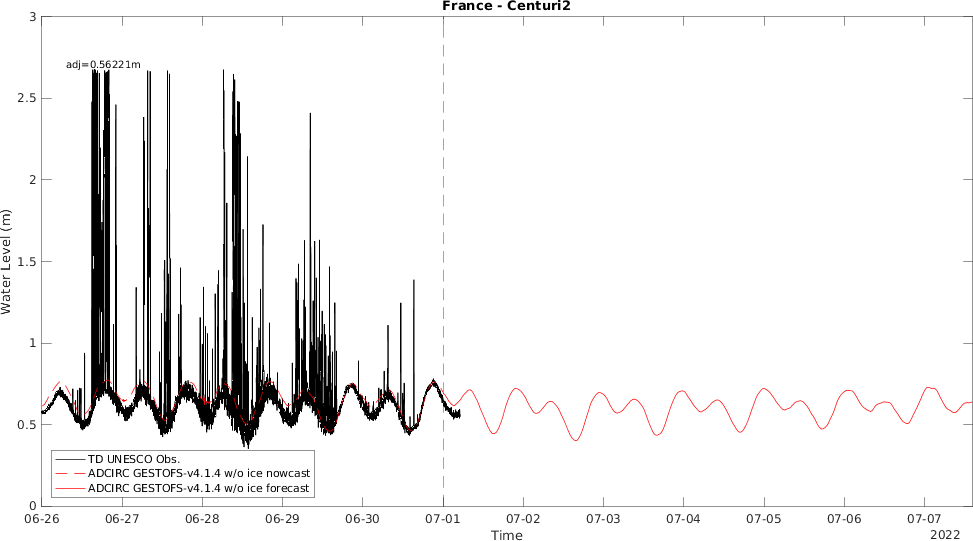 France - Centuri2
adj=0.56221m
Water Level (m)
3
2.5
2
1.5
1
0.5
0
TD UNESCO Obs.
ADCIRC GESTOFS-v4.1.4 w/o ice nowcast
ADCIRC GESTOFS-v4.1.4 w/o ice forecast
06-26 06-27 06-28 06-29 06-30 07-01 07-02 07-03 07-04 07-05 07-06 07-07
Time
2022